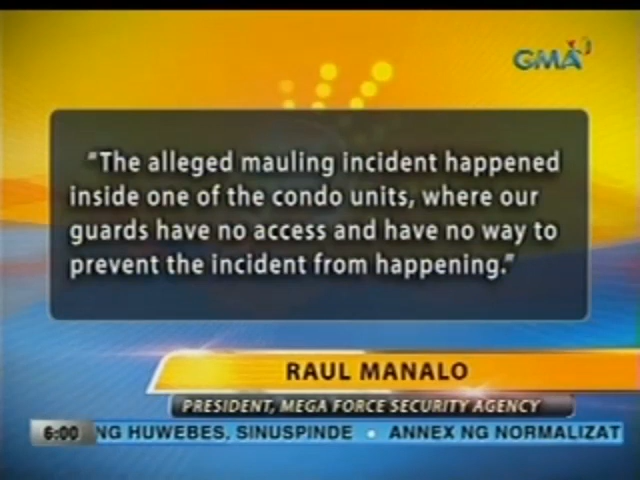 GMA
"The alleged mauling incident happened
inside one of the condo units, where our
guards have no access and have no way to
prevent the incident from happening."
RAUL MANALO
PRESIDENT, MEGA FORCE SECURITY AGENCY
6:00 NG HUWEBES, SINUSPINDE • ANNEX NG NORMALIZAT